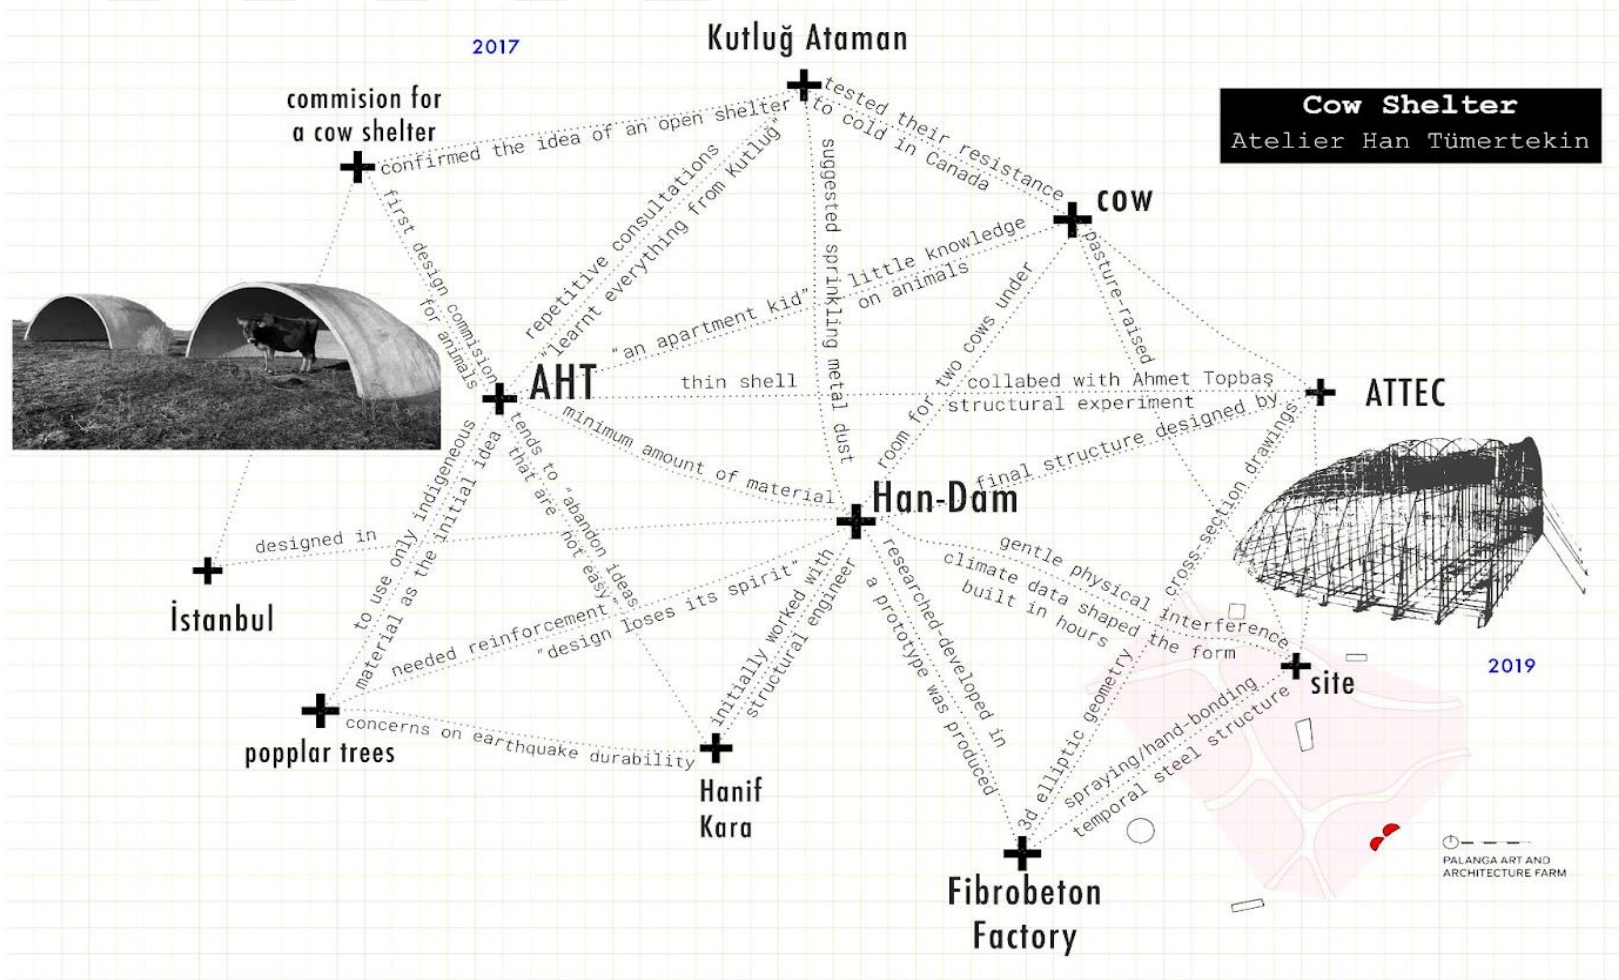 2017
Kutluğ Ataman
commision for
a cow shelter
Cow Shelter
Atelier Han Tümertekin
confirmed the idea of an open shelter
tested their resistance
to cold in Canada
cow
first design commision
for animals
repetitive consultations
"learnt everything from Kutluğ"
suggested sprinkling metal dust
little knowledge
on animals
"an apartment kid"
room for two cows under
pasture-raised
AHT
thin shell
collabed with Ahmet Topbaş
structural experiment
ATTEC
minimum amount of material
final structure designed by
cross-section drawings
Han-Dam
designed in
İstanbul
to use only indigeneous
material as the initial idea
tends to "abandon ideas
that are not easy"
needed reinforcement
"design loses its spirit"
initially worked with
structural engineer
researched-developed in
a prototype was produced
gentle physical interference
climate data shaped the form
built in hours
site
2019
popplar trees
concerns on earthquake durability
Hanif
Kara
3d elliptic geometry
spraying/hand-bonding
temporal steel structure
Fibrobeton
Factory
PALANGA ART AND
ARCHITECTURE FARM